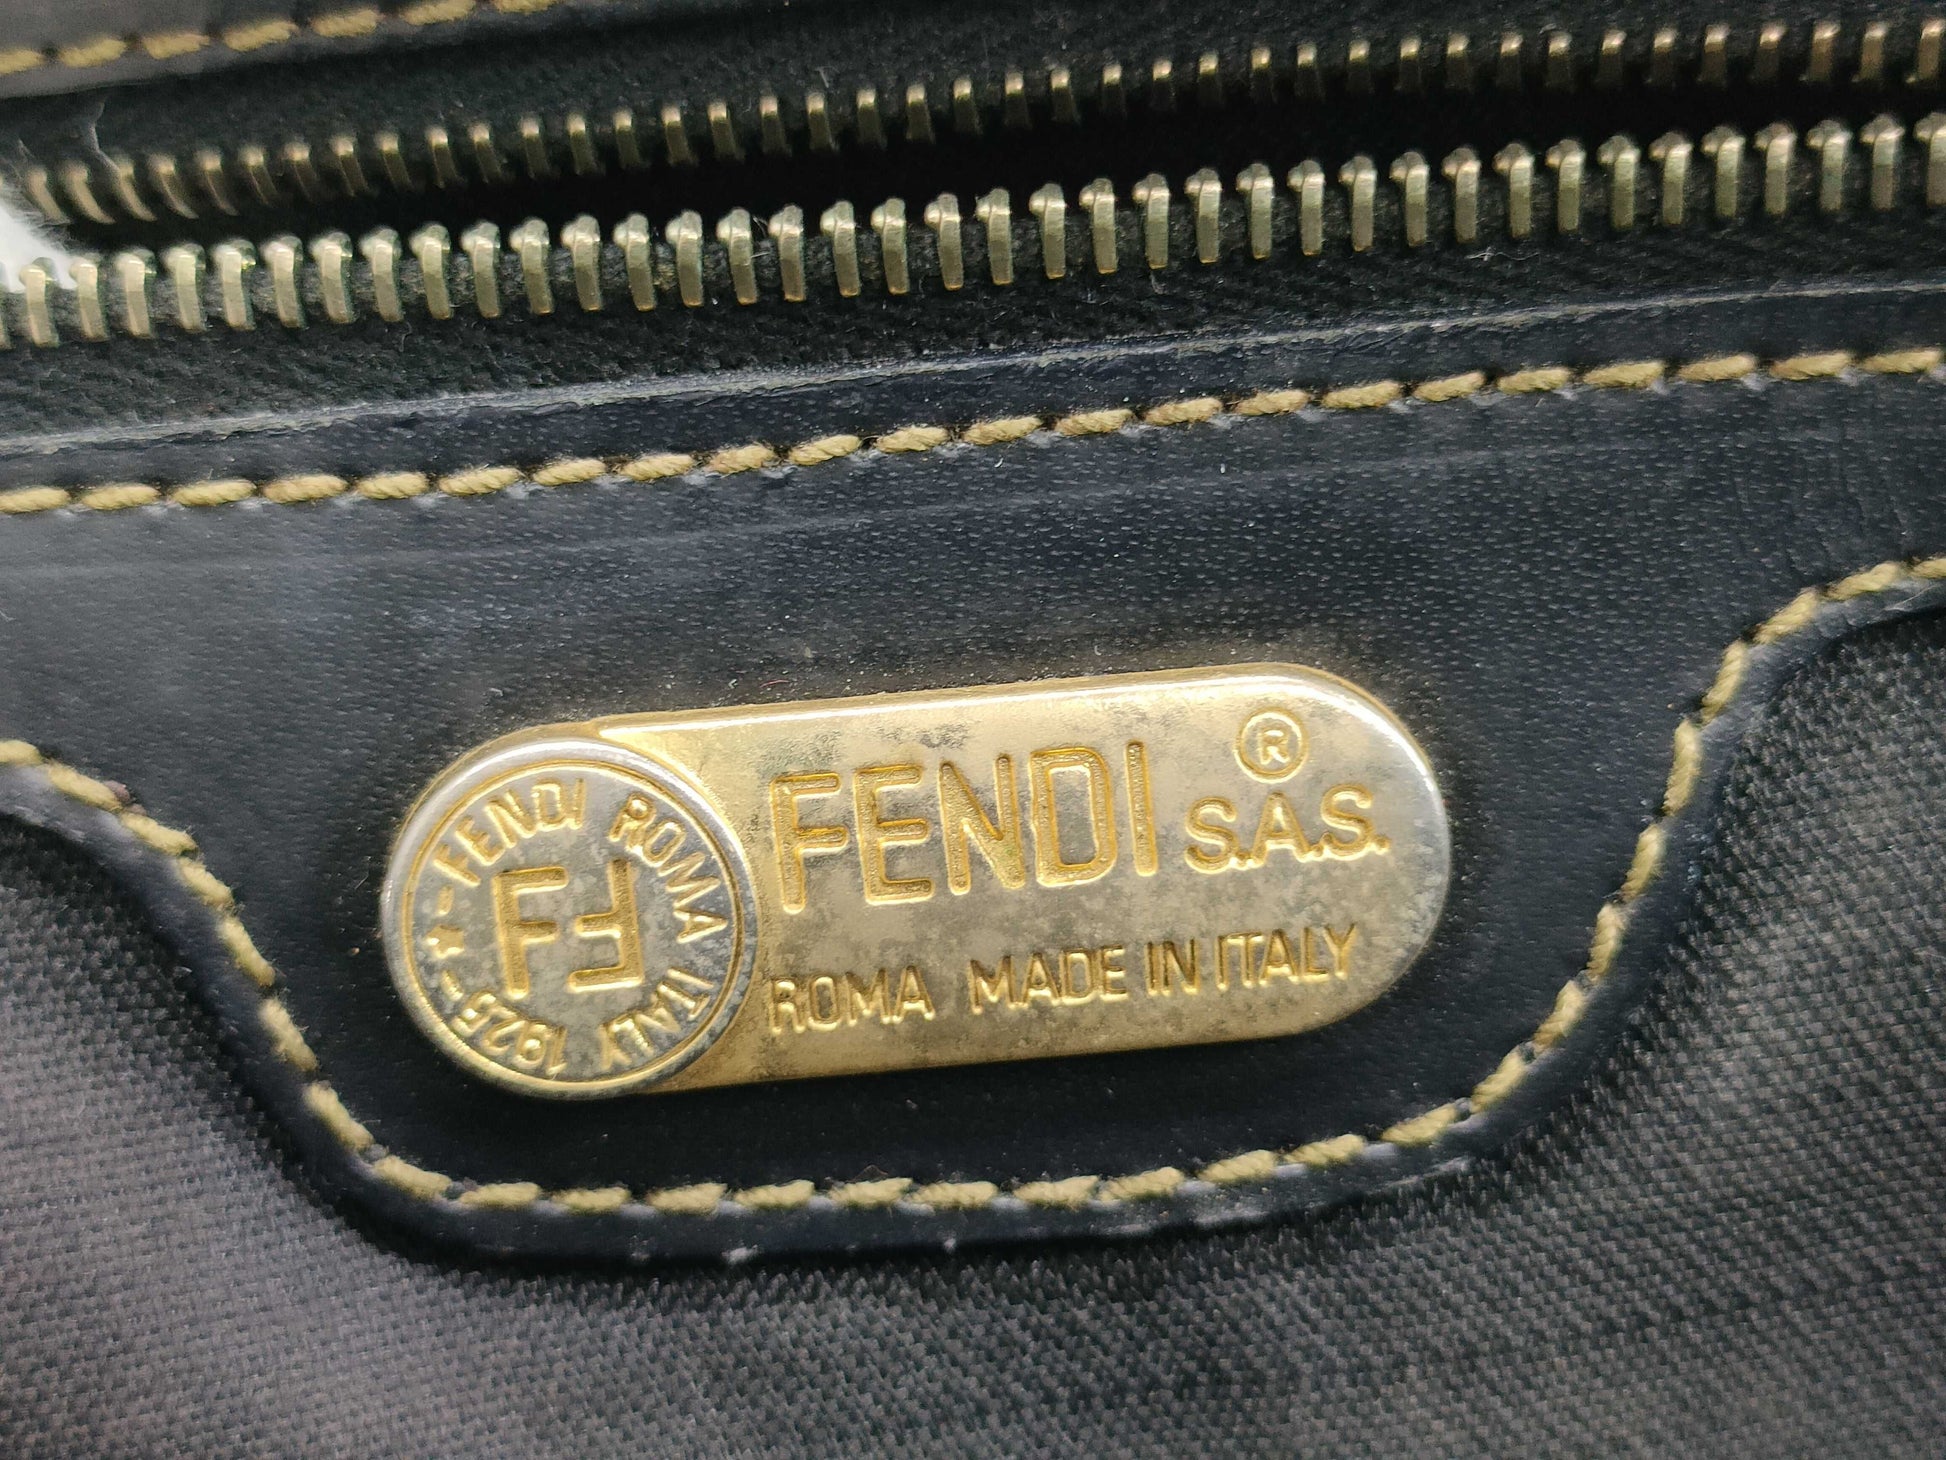 FENDI ROMA ITALY 1925
FF
FENDI S.A.S. ®
ROMA MADE IN ITALY